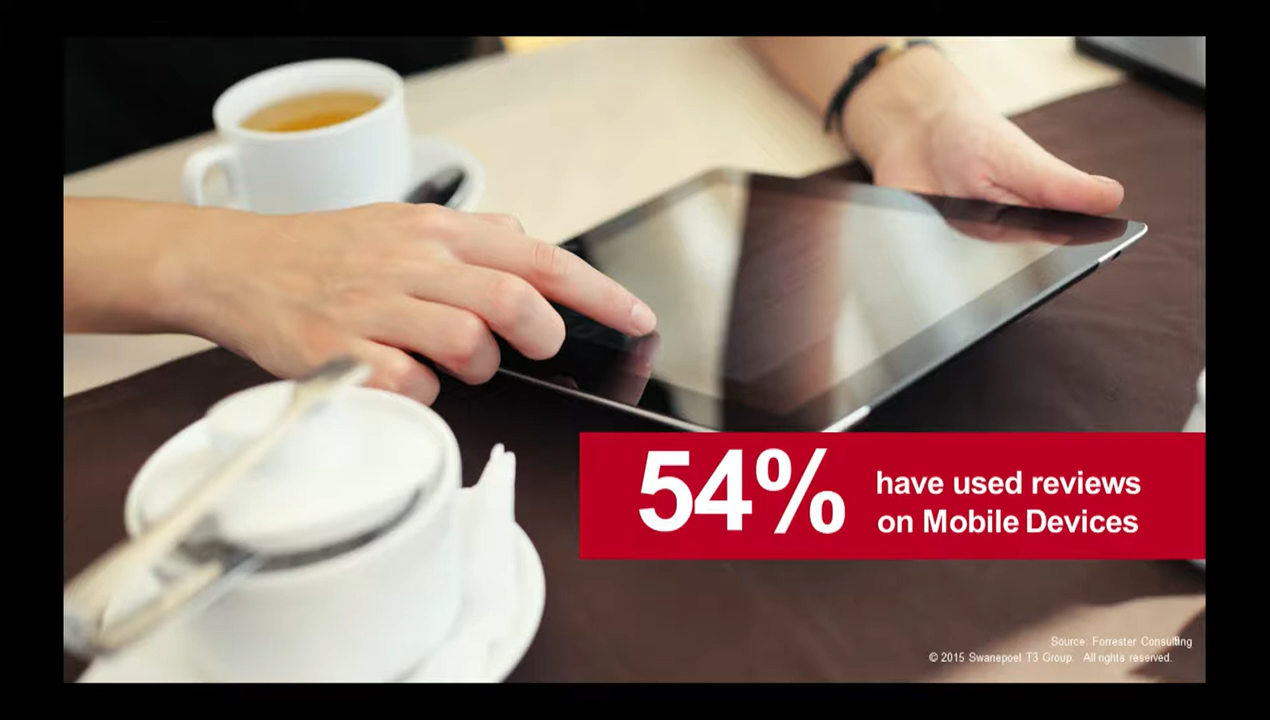 54%
have used reviews
on Mobile Devices
Source: Forrester Consulting
© 2015 Swanepoel T3 Group. All rights reserved.